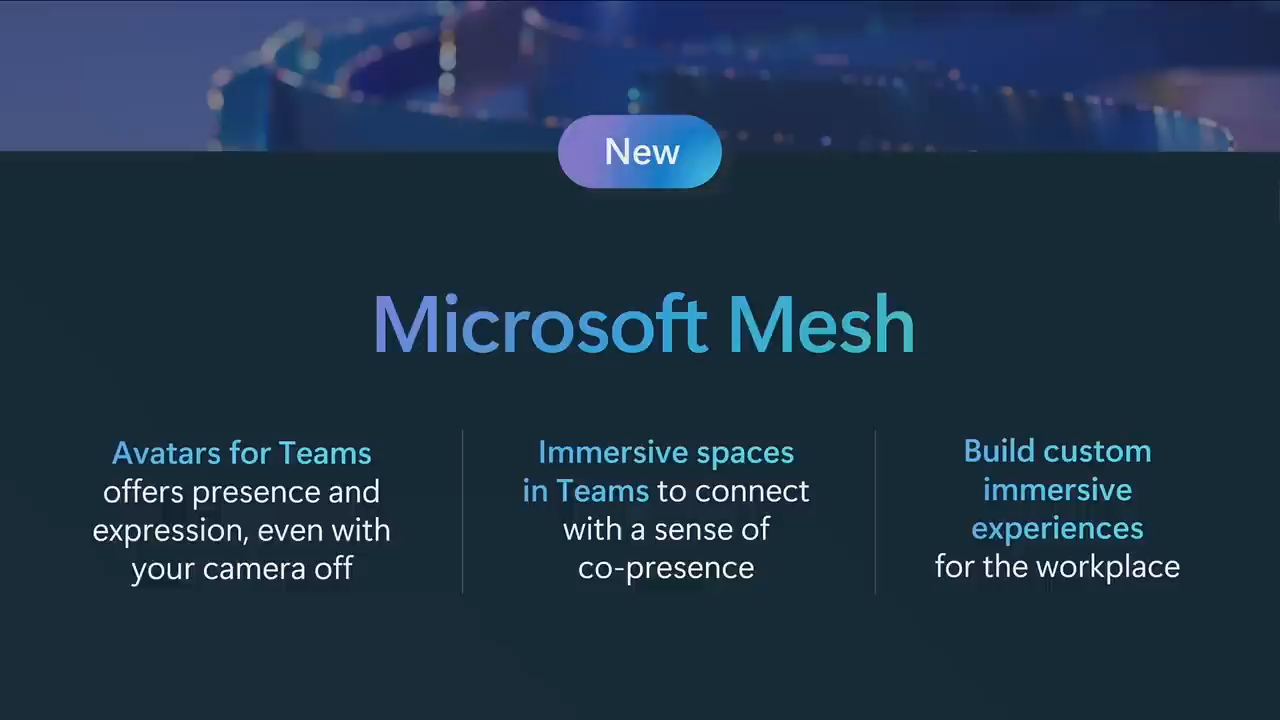 New
Microsoft Mesh
Avatars for Teams
offers presence and
expression, even with
your camera off
Immersive spaces
in Teams to connect
with a sense of
co-presence
Build custom
immersive
experiences
for the workplace